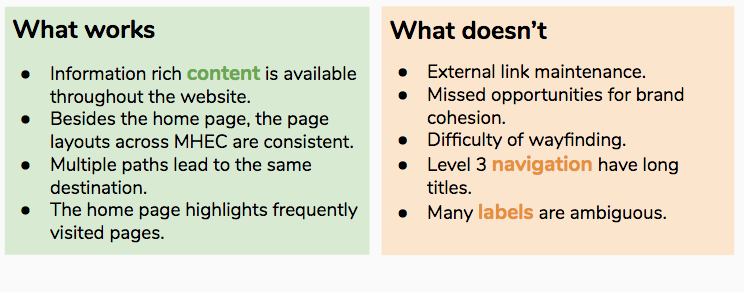 What works
● Information rich content is available
throughout the website.
● Besides the home page, the page
layouts across MHEC are consistent.
● Multiple paths lead to the same
destination.
● The home page highlights frequently
visited pages.
What doesn’t
● External link maintenance.
● Missed opportunities for brand
cohesion.
● Difficulty of wayfinding.
● Level 3 navigation have long
titles.
● Many labels are ambiguous.